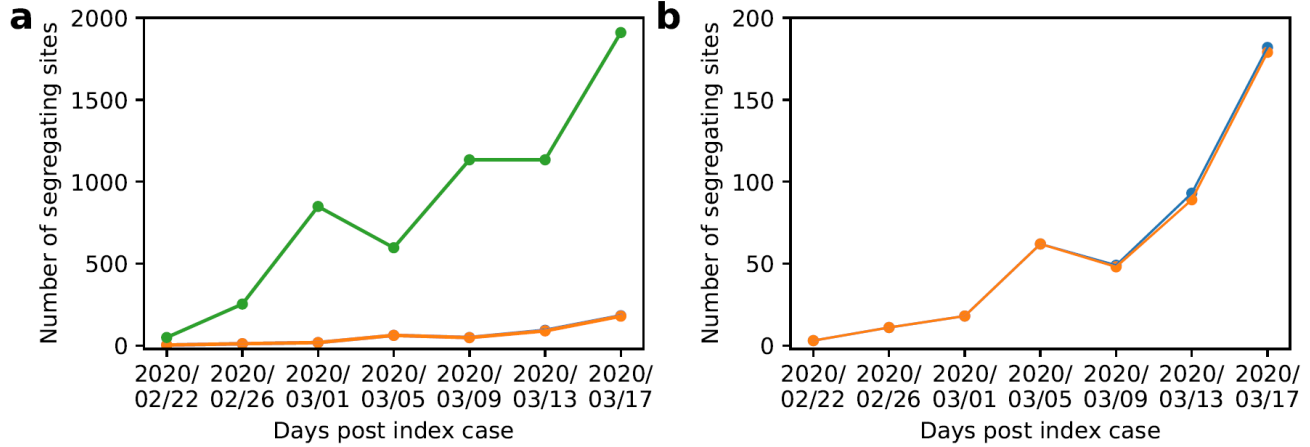 a
Number of segregating sites
2000
1500
1000
500
0
2020/ 2020/ 2020/ 2020/ 2020/ 2020/ 2020/
02/22 02/26 03/01 03/05 03/09 03/13 03/17
Days post index case
b
Number of segregating sites
200
150
100
50
0
2020/ 2020/ 2020/ 2020/ 2020/ 2020/ 2020/
02/22 02/26 03/01 03/05 03/09 03/13 03/17
Days post index case